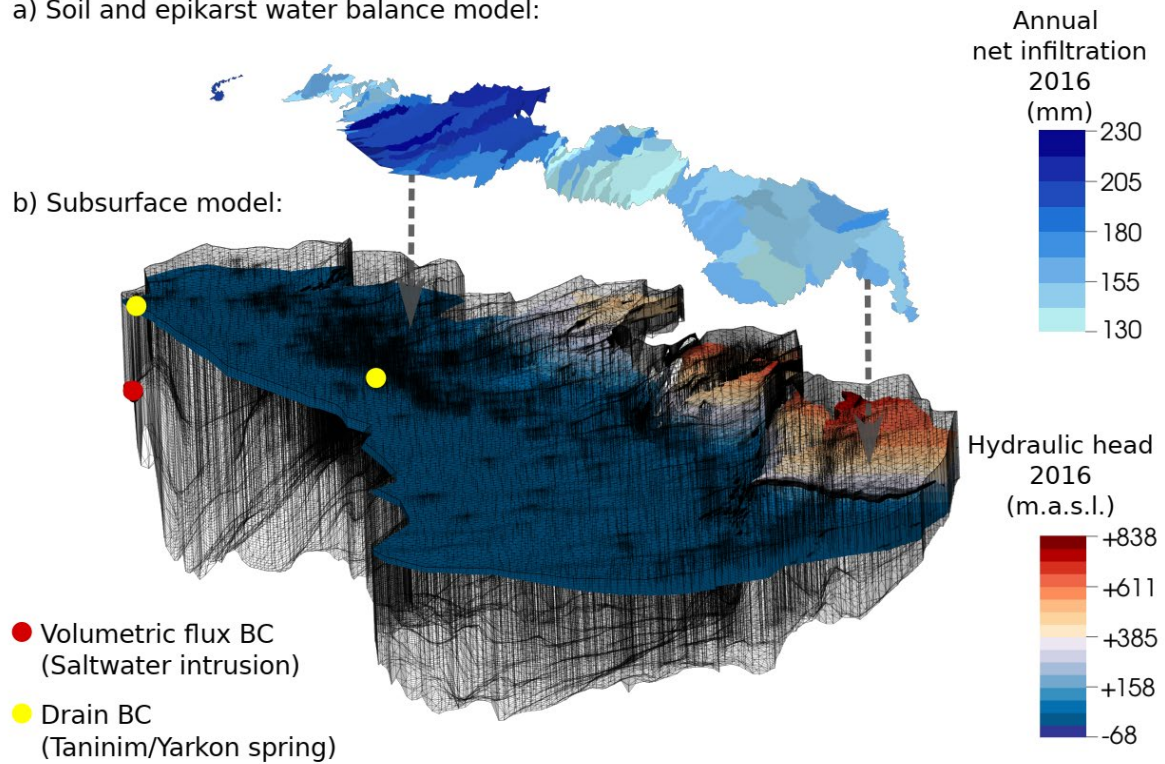 a) Soil and epikarst water balance model:
Annual
net infiltration
2016
(mm)
230
205
180
155
130
b) Subsurface model:
Hydraulic head
2016
(m.a.s.l.)
+838
+611
+385
+158
-68
Volumetric flux BC
(Saltwater intrusion)
Drain BC
(Taninim/Yarkon spring)